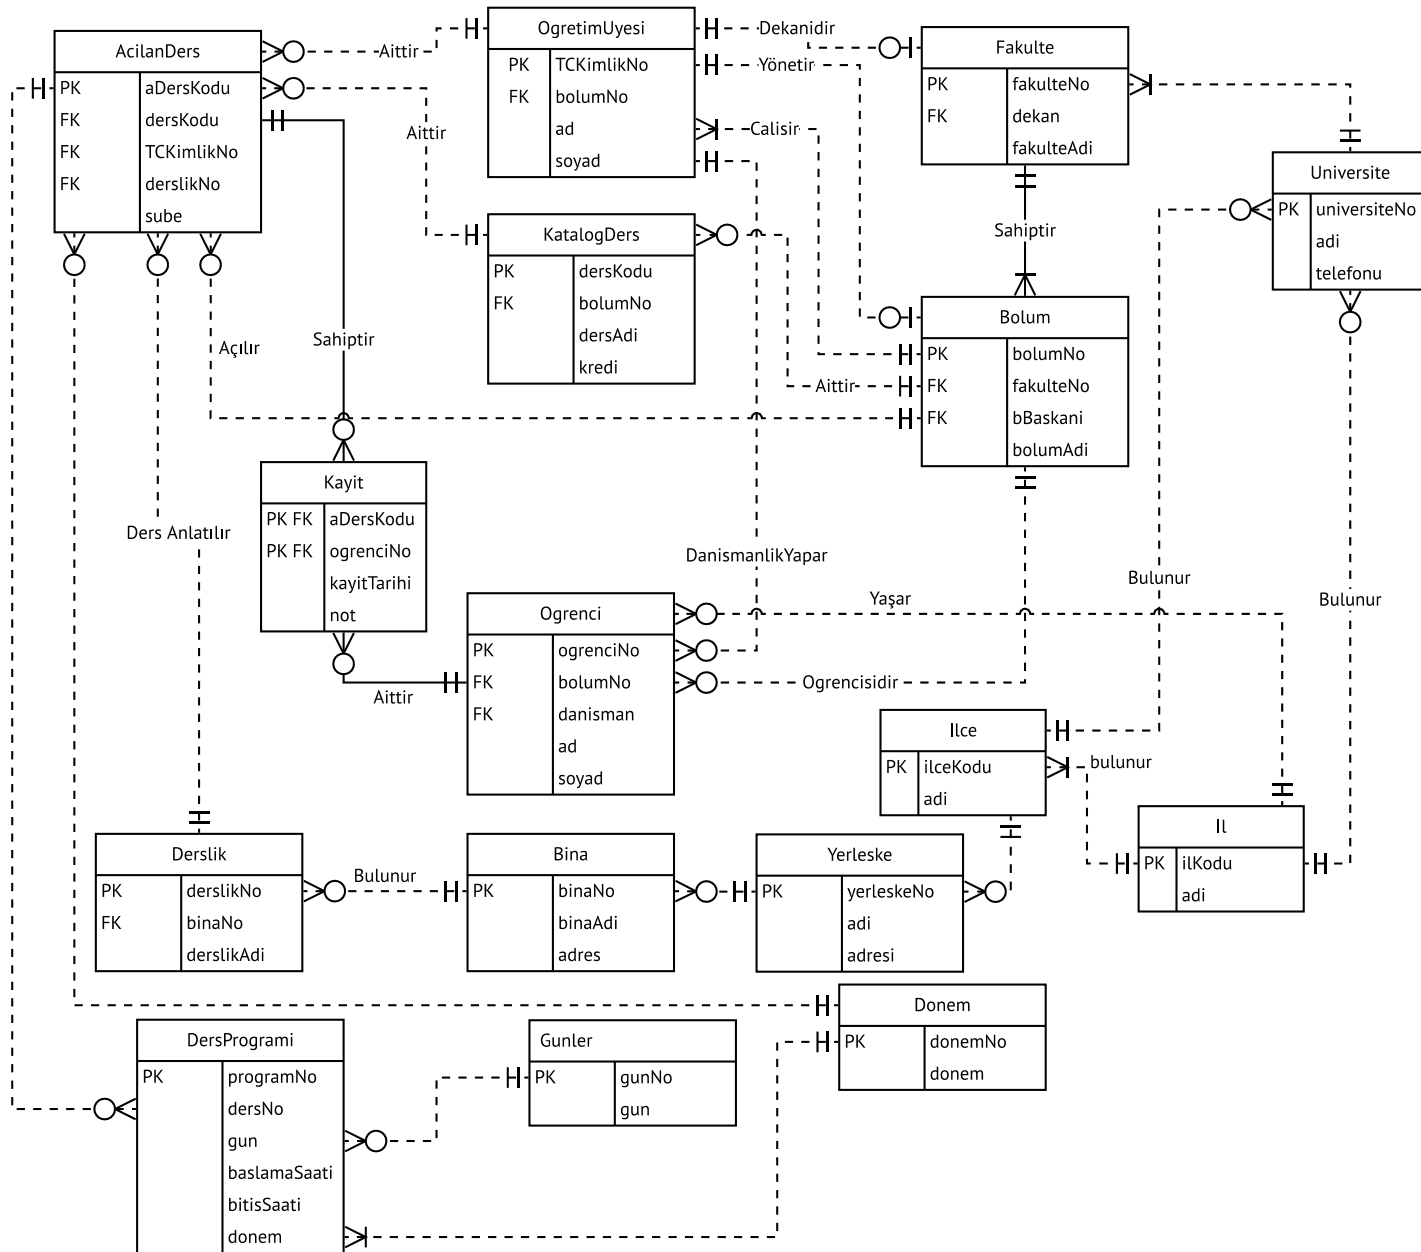 AcilanDers
PK aDersKodu
FK dersKodu
FK TCKimlikNo
FK derslikNo
sube
Aittir
OgretimUyesi
PK TCKimlikNo
FK bolumNo
ad
soyad
Dekanidir
Yönetir
Calisir
Fakulte
PK fakulteNo
FK dekan
fakulteAdi
Universite
PK universiteNo
adi
telefonu
Aittir
KatalogDers
PK dersKodu
FK bolumNo
dersAdi
kredi
Sahiptir
Bolum
PK bolumNo
FK fakulteNo
FK bBaskani
bolumAdi
Aittir
Açılır
Sahiptir
Kayit
PK FK aDersKodu
PK FK ogrenciNo
kayitTarihi
not
Ders Anlatılır
DanismanlikYapar
Bulunur
Bulunur
Yaşar
Ogrenci
PK ogrenciNo
FK bolumNo
FK danisman
ad
soyad
Aittir
Ogrencisidir
Ilce
PK ilceKodu
adi
bulunur
Il
PK ilKodu
adi
Derslik
PK derslikNo
FK binaNo
derslikAdi
Bulunur
Bina
PK binaNo
binaAdi
adres
Yerleske
PK yerleskeNo
adi
adresi
Donem
PK donemNo
donem
DersProgrami
PK programNo
dersNo
gun
baslamaSaati
bitisSaati
donem
Gunler
PK gunNo
gun